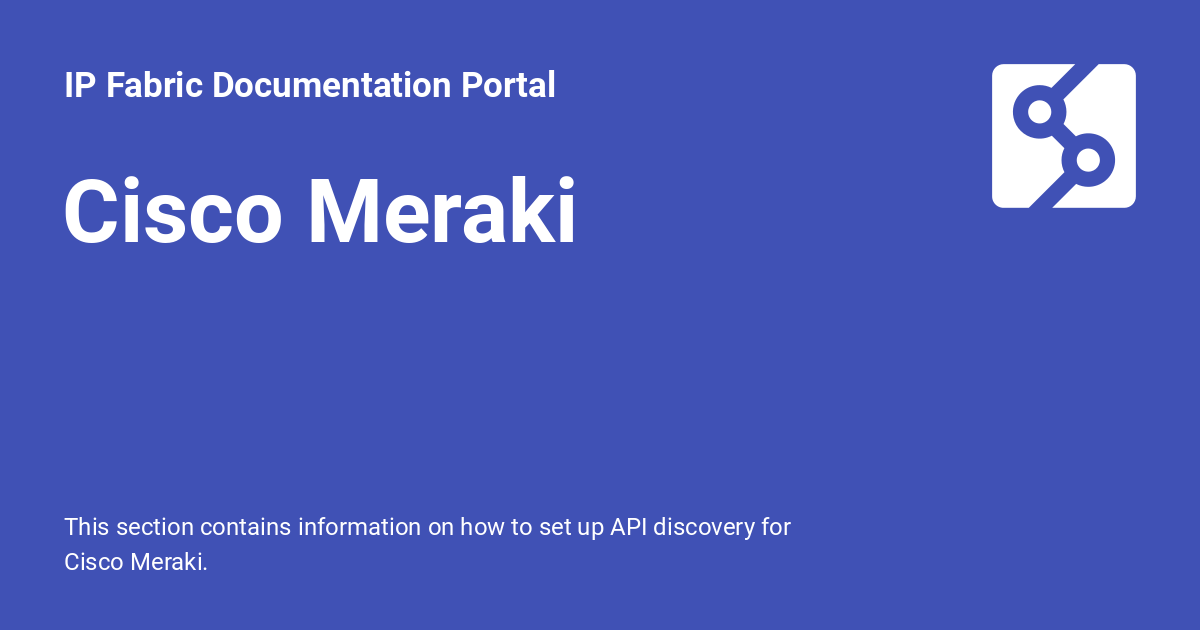 IP Fabric Documentation Portal
Cisco Meraki
This section contains information on how to set up API discovery for
Cisco Meraki.